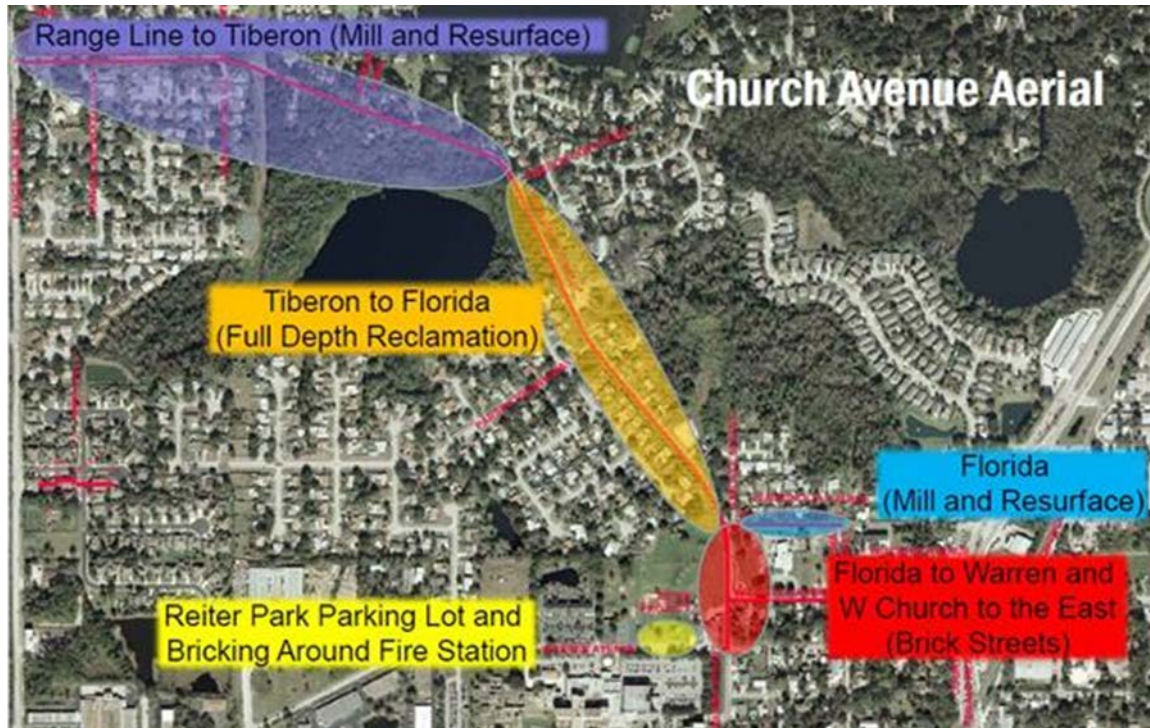 Range Line to Tiberon (Mill and Resurface)
Church Avenue Aerial
Tiberon to Florida
(Full Depth Reclamation)
Florida
(Mill and Resurface)
Florida to Warren and
W Church to the East
(Brick Streets)
Reiter Park Parking Lot and
Bricking Around Fire Station